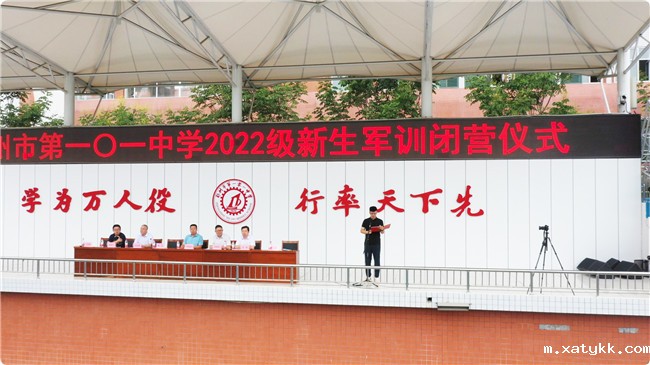 州市第一〇一中学2022级新生军训闭营仪式
学为万人役
行率天下先
m.xatykk.com